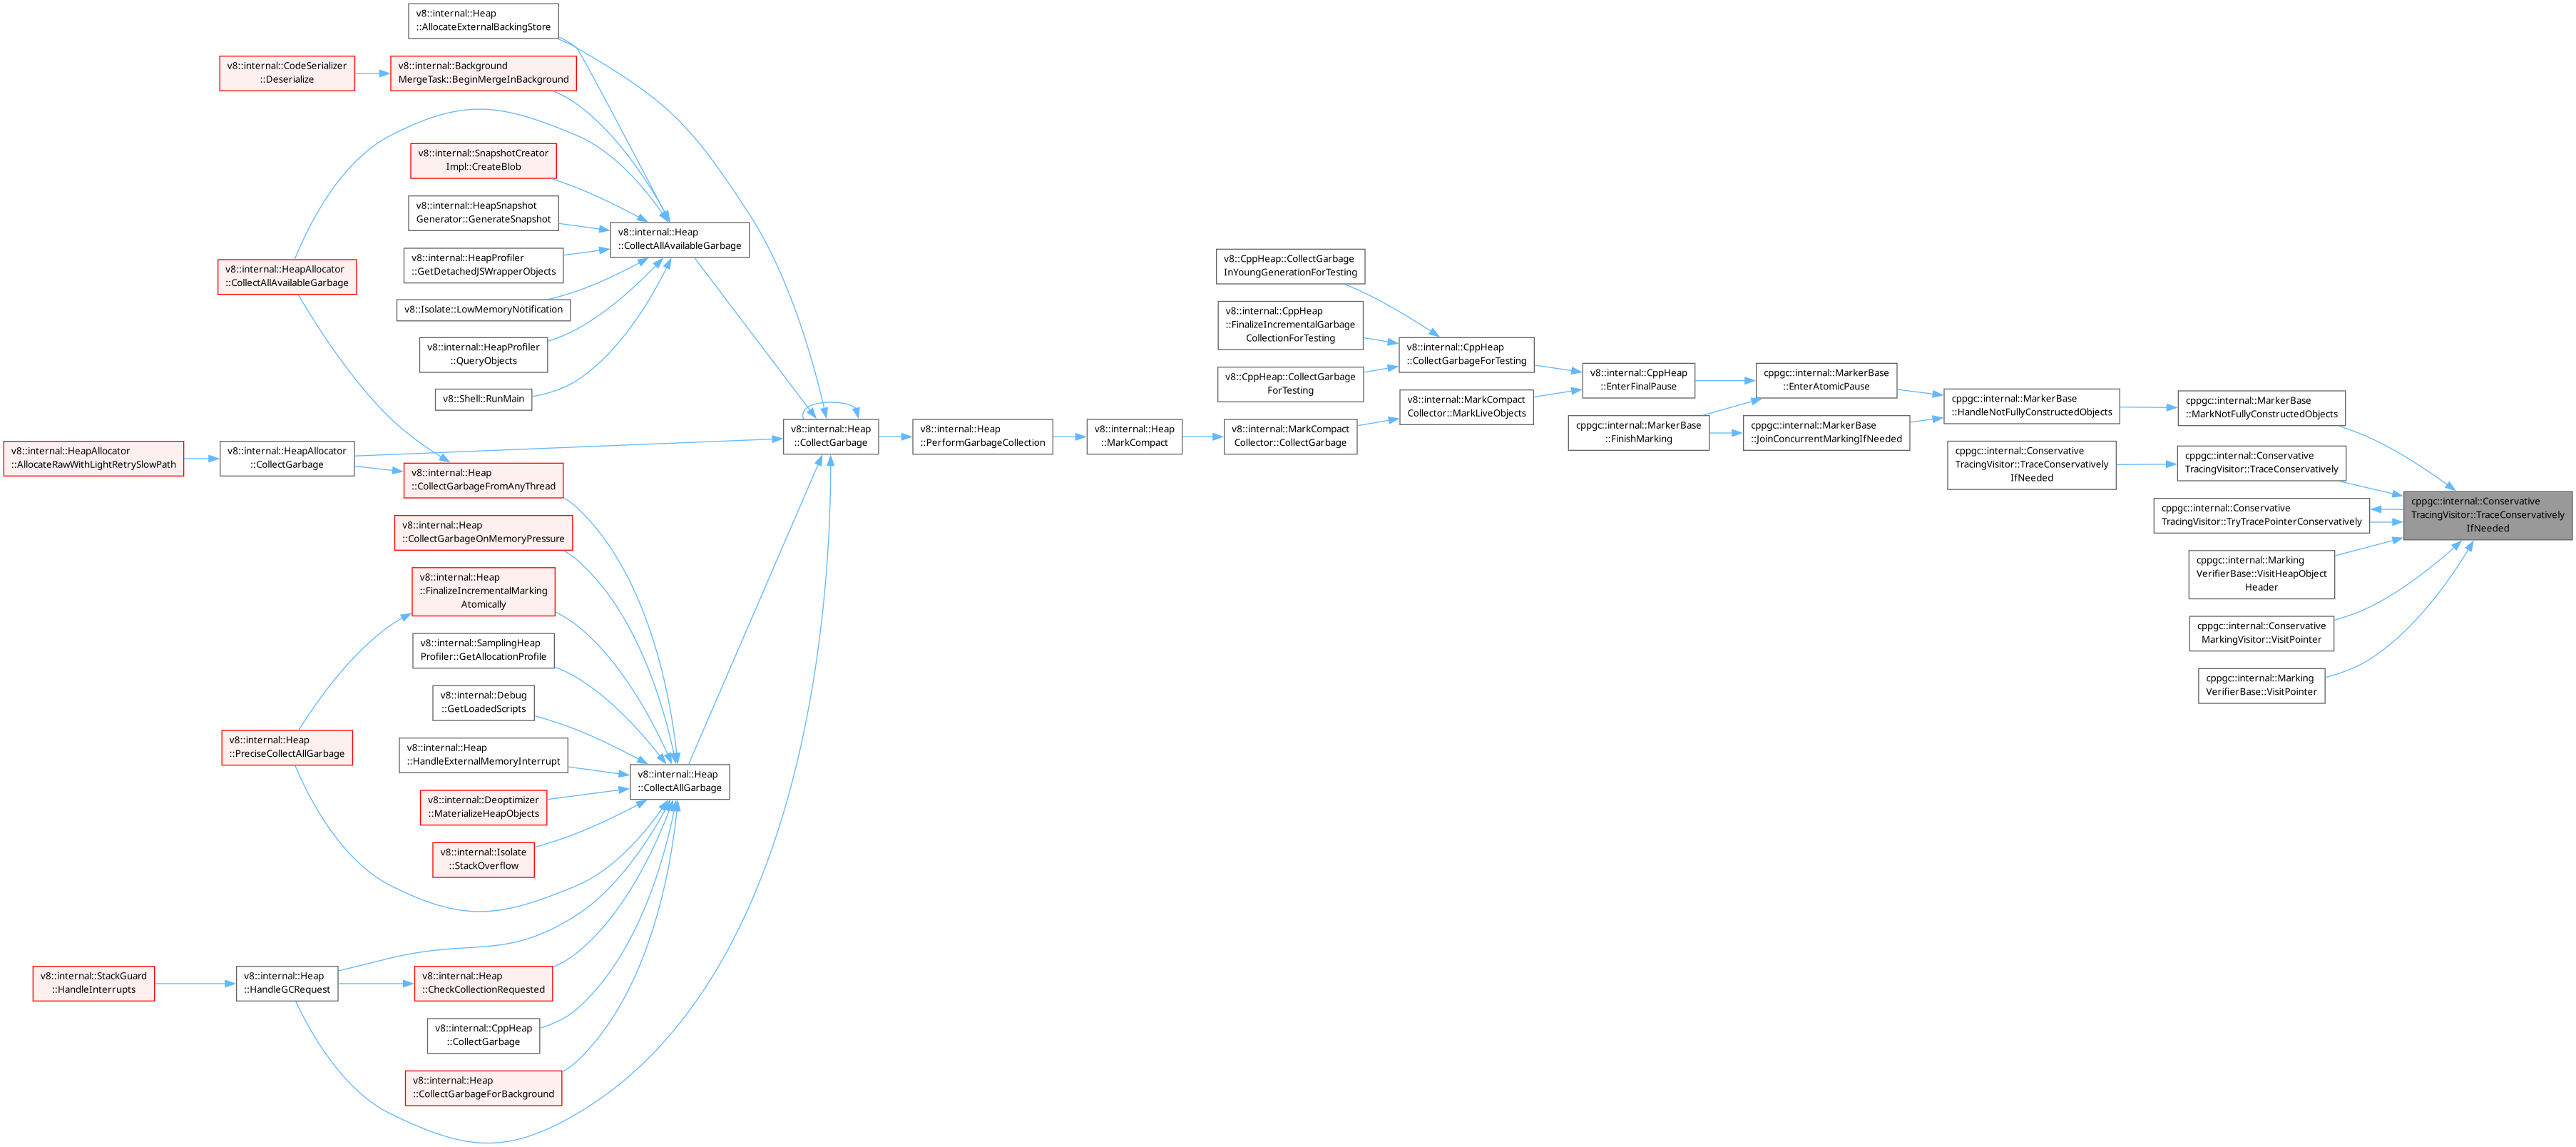 v8::internal::Heap
::AllocateExternalBackingStore
v8::internal::CodeSerializer
::Deserialize
v8::internal::Background
MergeTask::BeginMergeInBackground
v8::internal::SnapshotCreator
Impl::CreateBlob
v8::internal::HeapSnapshot
Generator::GenerateSnapshot
v8::internal::Heap
::CollectAllAvailableGarbage
v8::internal::HeapProfiler
::GetDetachedJSWrapperObjects
v8::internal::HeapAllocator
::CollectAllAvailableGarbage
v8::Isolate::LowMemoryNotification
v8::internal::HeapProfiler
::QueryObjects
v8::Shell::RunMain
v8::CppHeap::CollectGarbage
InYoungGenerationForTesting
v8::internal::CppHeap
::FinalizeIncrementalGarbage
CollectionForTesting
v8::internal::CppHeap
::CollectGarbageForTesting
v8::CppHeap::CollectGarbage
ForTesting
v8::internal::CppHeap
::EnterFinalPause
cppgc::internal::MarkerBase
::EnterAtomicPause
v8::internal::MarkCompact
Collector::MarkLiveObjects
cppgc::internal::MarkerBase
::HandleNotFullyConstructedObjects
cppgc::internal::MarkerBase
::MarkNotFullyConstructedObjects
v8::internal::HeapAllocator
::AllocateRawWithLightRetrySlowPath
v8::internal::HeapAllocator
::CollectGarbage
v8::internal::Heap
::CollectGarbage
v8::internal::Heap
::PerformGarbageCollection
v8::internal::Heap
::MarkCompact
v8::internal::MarkCompact
Collector::CollectGarbage
cppgc::internal::MarkerBase
::FinishMarking
cppgc::internal::MarkerBase
::JoinConcurrentMarkingIfNeeded
cppgc::internal::Conservative
TracingVisitor::TraceConservatively
IfNeeded
cppgc::internal::Conservative
TracingVisitor::TraceConservatively
v8::internal::Heap
::CollectGarbageFromAnyThread
cppgc::internal::Conservative
TracingVisitor::TryTracePointerConservatively
cppgc::internal::Conservative
TracingVisitor::TraceConservatively
IfNeeded
v8::internal::Heap
::CollectGarbageOnMemoryPressure
cppgc::internal::Marking
VerifierBase::VisitHeapObject
Header
v8::internal::Heap
::FinalizeIncrementalMarking
Atomically
cppgc::internal::Conservative
MarkingVisitor::VisitPointer
v8::internal::SamplingHeap
Profiler::GetAllocationProfile
cppgc::internal::Marking
VerifierBase::VisitPointer
v8::internal::Debug
::GetLoadedScripts
v8::internal::Heap
::PreciseCollectAllGarbage
v8::internal::Heap
::HandleExternalMemoryInterrupt
v8::internal::Heap
::CollectAllGarbage
v8::internal::Deoptimizer
::MaterializeHeapObjects
v8::internal::Isolate
::StackOverflow
v8::internal::StackGuard
::HandleInterrupts
v8::internal::Heap
::HandleGCRequest
v8::internal::Heap
::CheckCollectionRequested
v8::internal::CppHeap
::CollectGarbage
v8::internal::Heap
::CollectGarbageForBackground